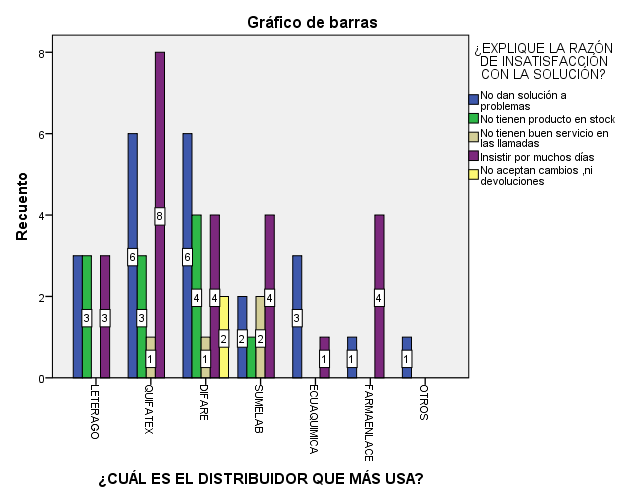 Gráfico de barras
¿EXPLIQUE LA RAZÓN
DE INSATISFACCIÓN
CON LA SOLUCIÓN?
No dan solución a
problemas
No tienen producto en stock
No tienen buen servicio en
las llamadas
Insistir por muchos días
No aceptan cambios ,ni
devoluciones
Recuento
8
6
4
2
0
3
3
6
3
1
8
6
4
1
4
2
2
2
4
3
1
1
4
1
LETERAGO
QUIFATEX
DIFARE
SUMELAB
ECUAQUIMICA
FARMAENLACE
OTROS
¿CUÁL ES EL DISTRIBUIDOR QUE MÁS USA?